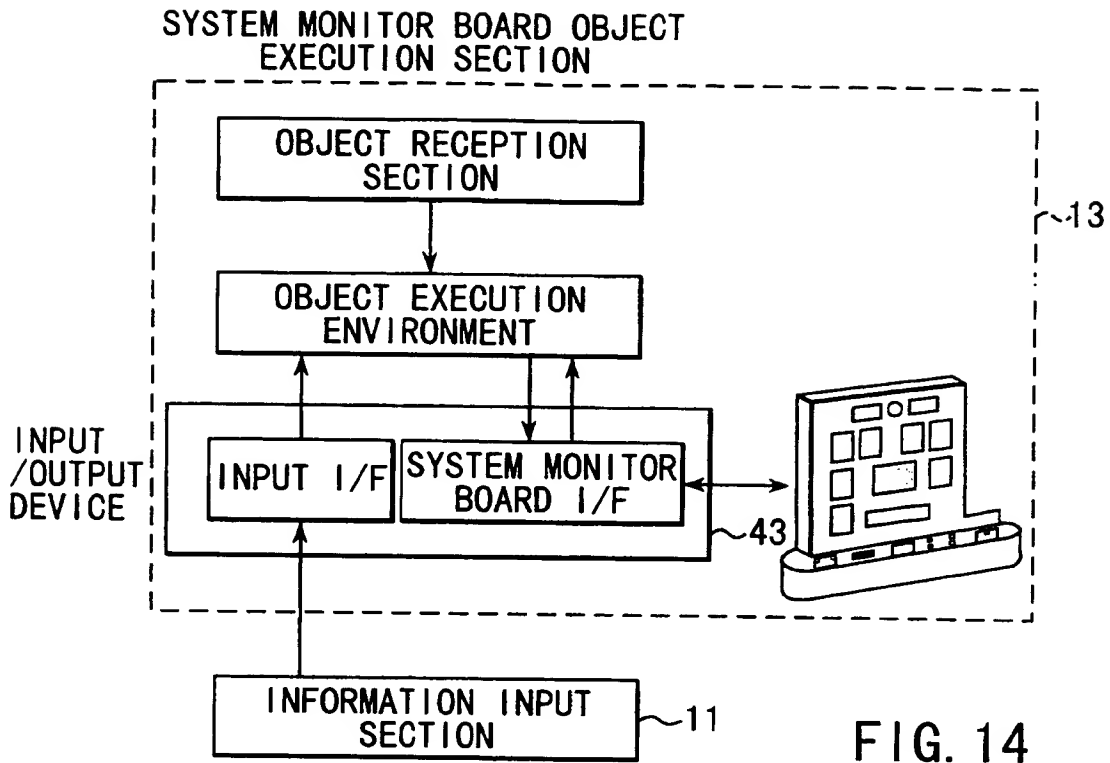 SYSTEM MONITOR BOARD OBJECT
EXECUTION SECTION
OBJECT RECEPTION
SECTION
13
OBJECT EXECUTION
ENVIRONMENT
INPUT
/OUTPUT
DEVICE
INPUT I/F
SYSTEM MONITOR
BOARD I/F
43
INFORMATION INPUT
SECTION
11
FIG. 14